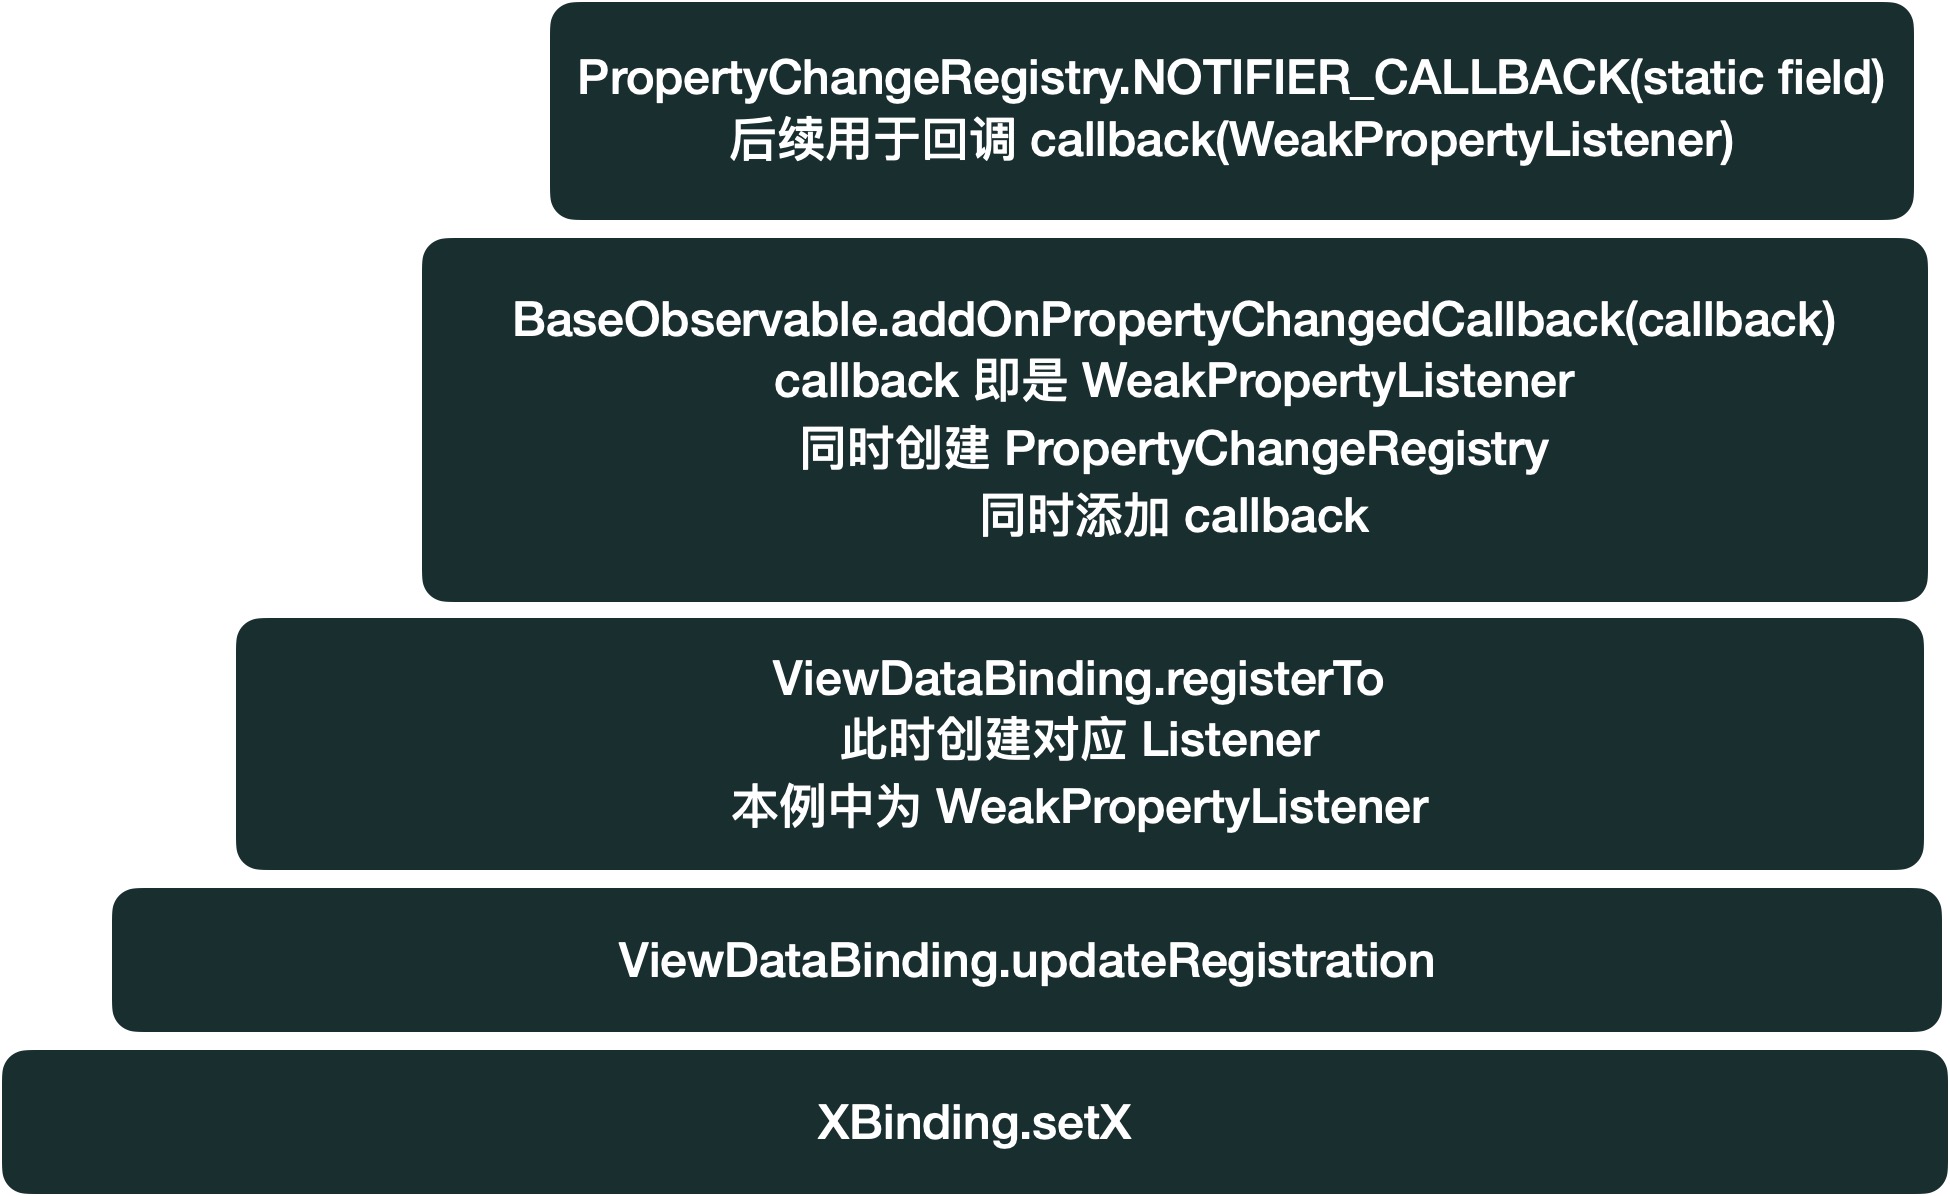 PropertyChangeRegistry.NOTIFIER_CALLBACK(static field)
后续用于回调 callback(WeakPropertyListener)
BaseObservable.addOnPropertyChangedCallback(callback)
callback 即是 WeakPropertyListener
同时创建 PropertyChangeRegistry
同时添加 callback
ViewDataBinding.registerTo
此时创建对应 Listener
本例中为 WeakPropertyListener
ViewDataBinding.updateRegistration
XBinding.setX